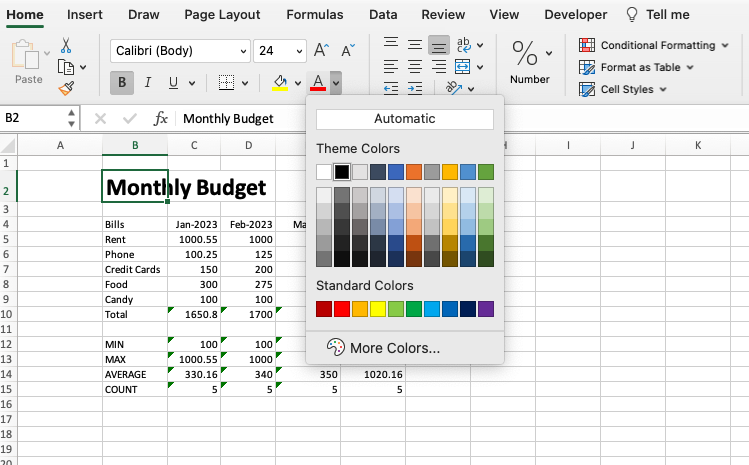 Home Insert Draw Page Layout Formulas Data Review View Developer Tell me
Paste
Calibri (Body) 24 A A
B I U A
ab
%
Number
Conditional Formatting
Format as Table
Cell Styles
B2 fx Monthly Budget
A B C D H I J K
1
2 Monthly Budget
3
4 Bills Jan-2023 Feb-2023 Ma
5 Rent 1000.55 1000
6 Phone 100.25 125
7 Credit Cards 150 200
8 Food 300 275
9 Candy 100 100
10 Total 1650.8 1700
11
12 MIN 100 100
13 MAX 1000.55 1000
14 AVERAGE 330.16 340 350 1020.16
15 COUNT 5 5 5 5
16
17
18
19
20
Automatic
Theme Colors
Standard Colors
More Colors...